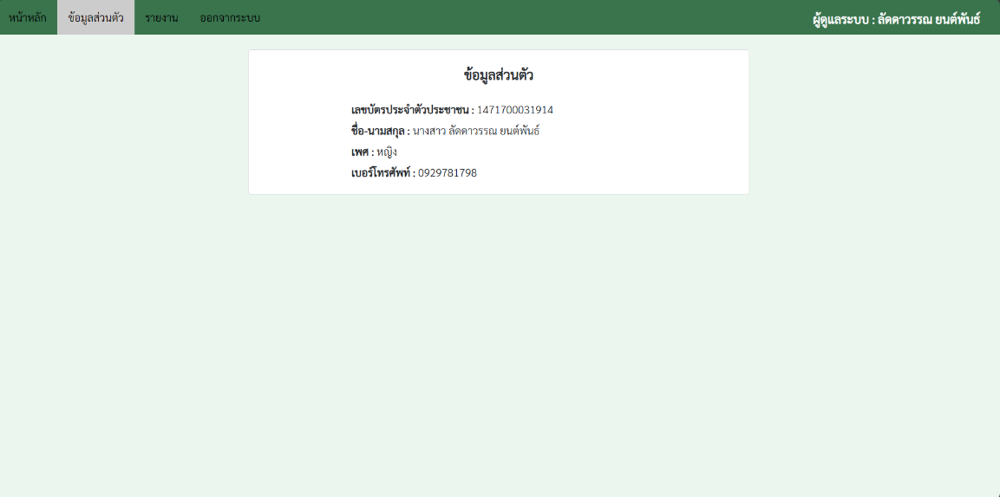 หน้าหลัก ข้อมูลส่วนตัว รายงาน ออกจากระบบ ผู้ดูแลระบบ : ลัดดาวรรณ ยนต์พันธ์
ข้อมูลส่วนตัว
เลขบัตรประจำตัวประชาชน : 1471700031914
ชื่อ-นามสกุล : นางสาว ลัดดาวรรณ ยนต์พันธ์
เพศ : หญิง
เบอร์โทรศัพท์ : 0929781798